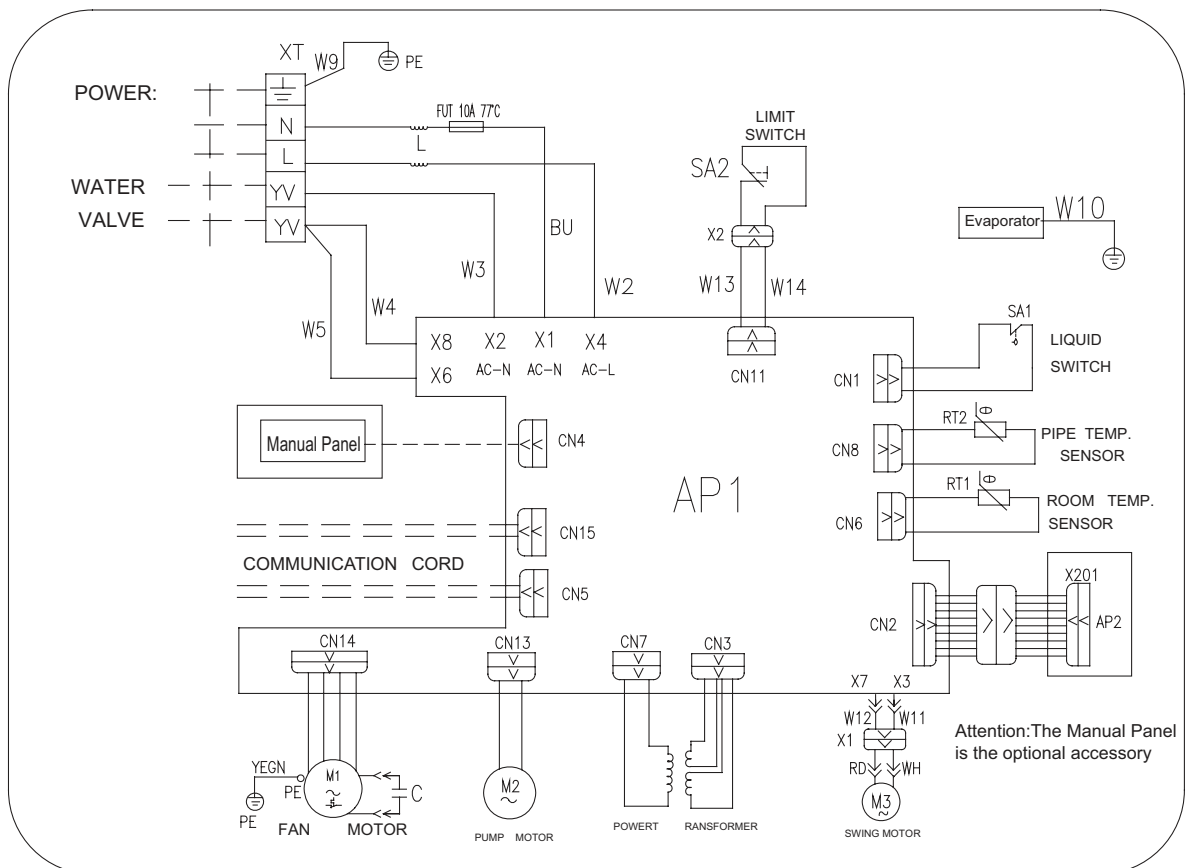 XT
W9
PE
POWER:
N
FUT 10A 77°C
L
L
LIMIT
SWITCH
SA2
WATER
YV
VALVE
YV
X2
BU
W3
W2
W13
W14
W4
W5
Evaporator
W10
X8 X2 X1 X4
X6 AC-N AC-N AC-L
CN11
SA1
LIQUID
SWITCH
CN1
RT2
PIPE TEMP.
SENSOR
CN8
RT1
ROOM TEMP.
SENSOR
CN6
Manual Panel
CN4
AP1
CN15
COMMUNICATION CORD
CN5
X201
CN2
AP2
CN14
CN13
CN7
CN3
X7 X3
W12 W11
X1
RD WH
Attention:The Manual Panel
is the optional accessory
YEGN
PE
PE
M1
C
M2
M3
FAN MOTOR
PUMP MOTOR
POWERT RANSFORMER
SWING MOTOR